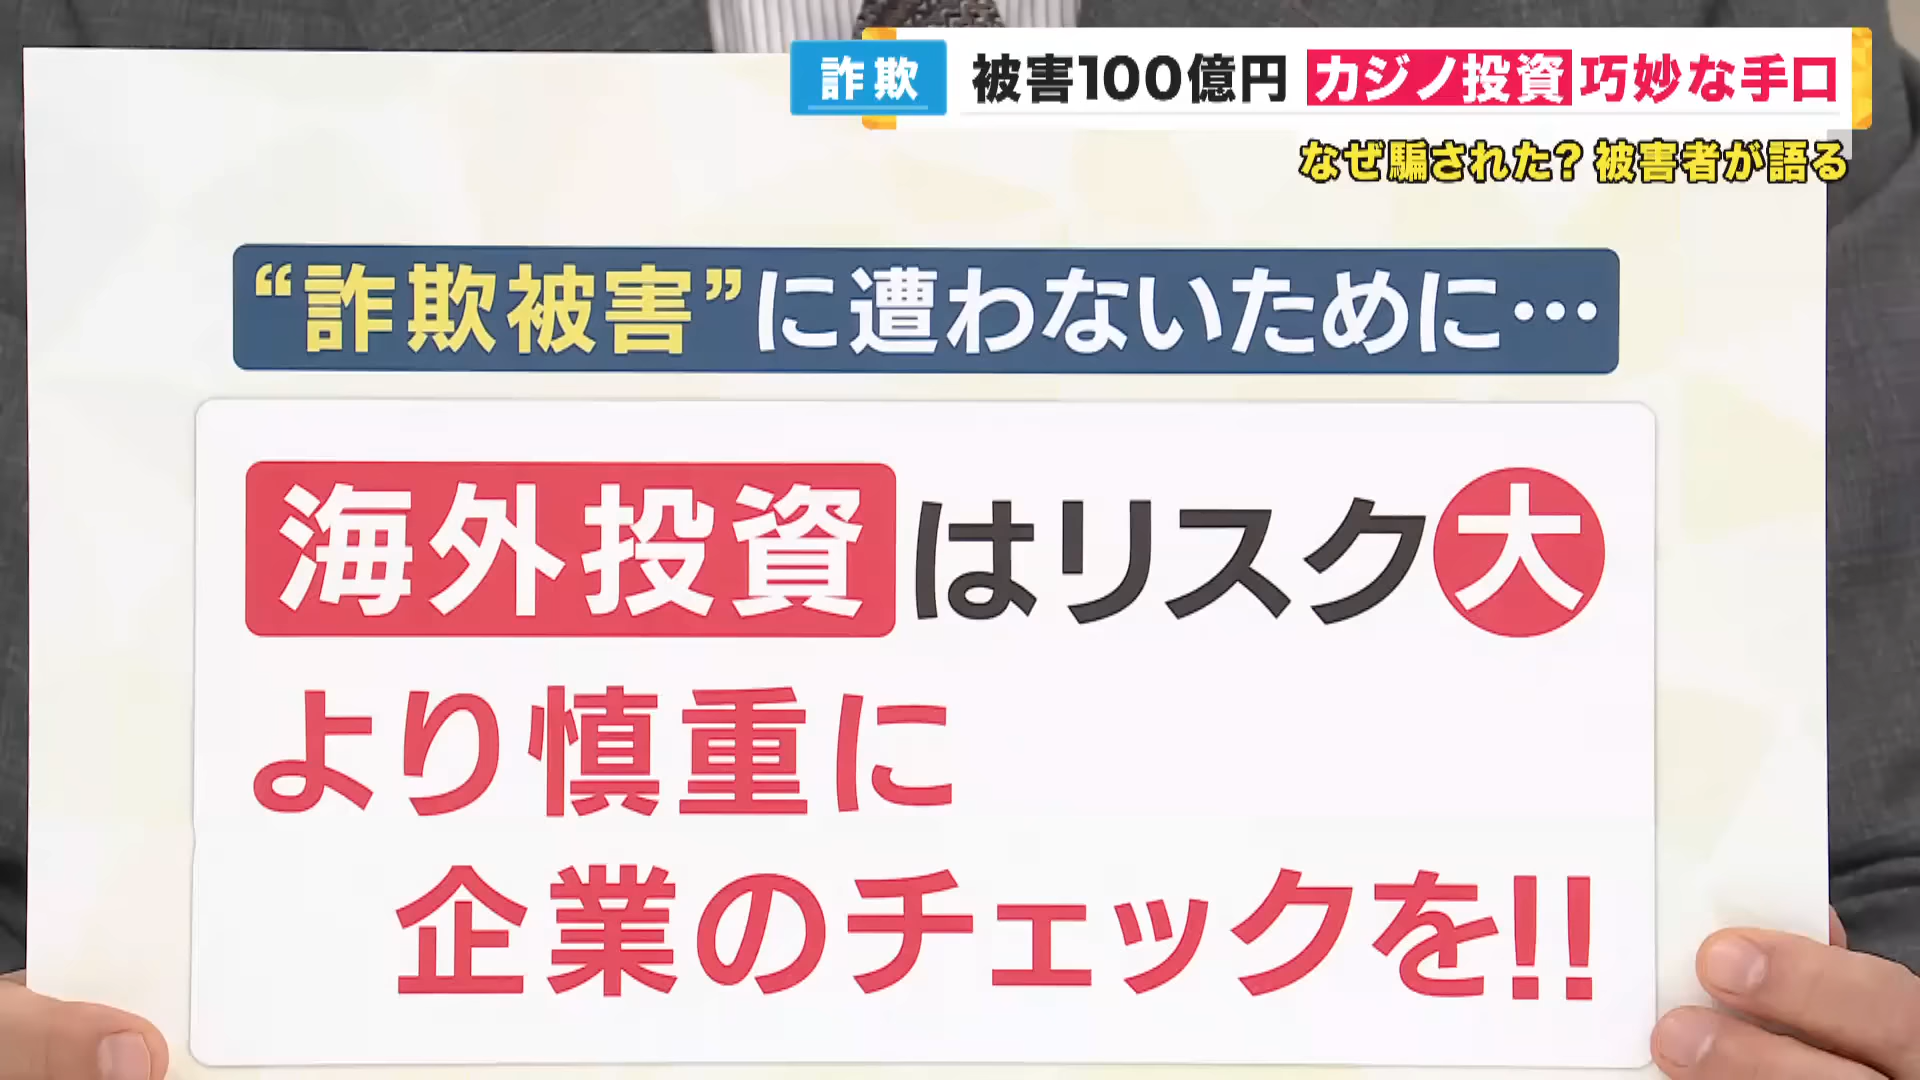 詐欺 被害100億円 カジノ投資 巧妙な手口
なぜ騙された？被害者が語る
“詐欺被害”に遭わないために…
海外投資はリスク大
より慎重に
企業のチェックを!!